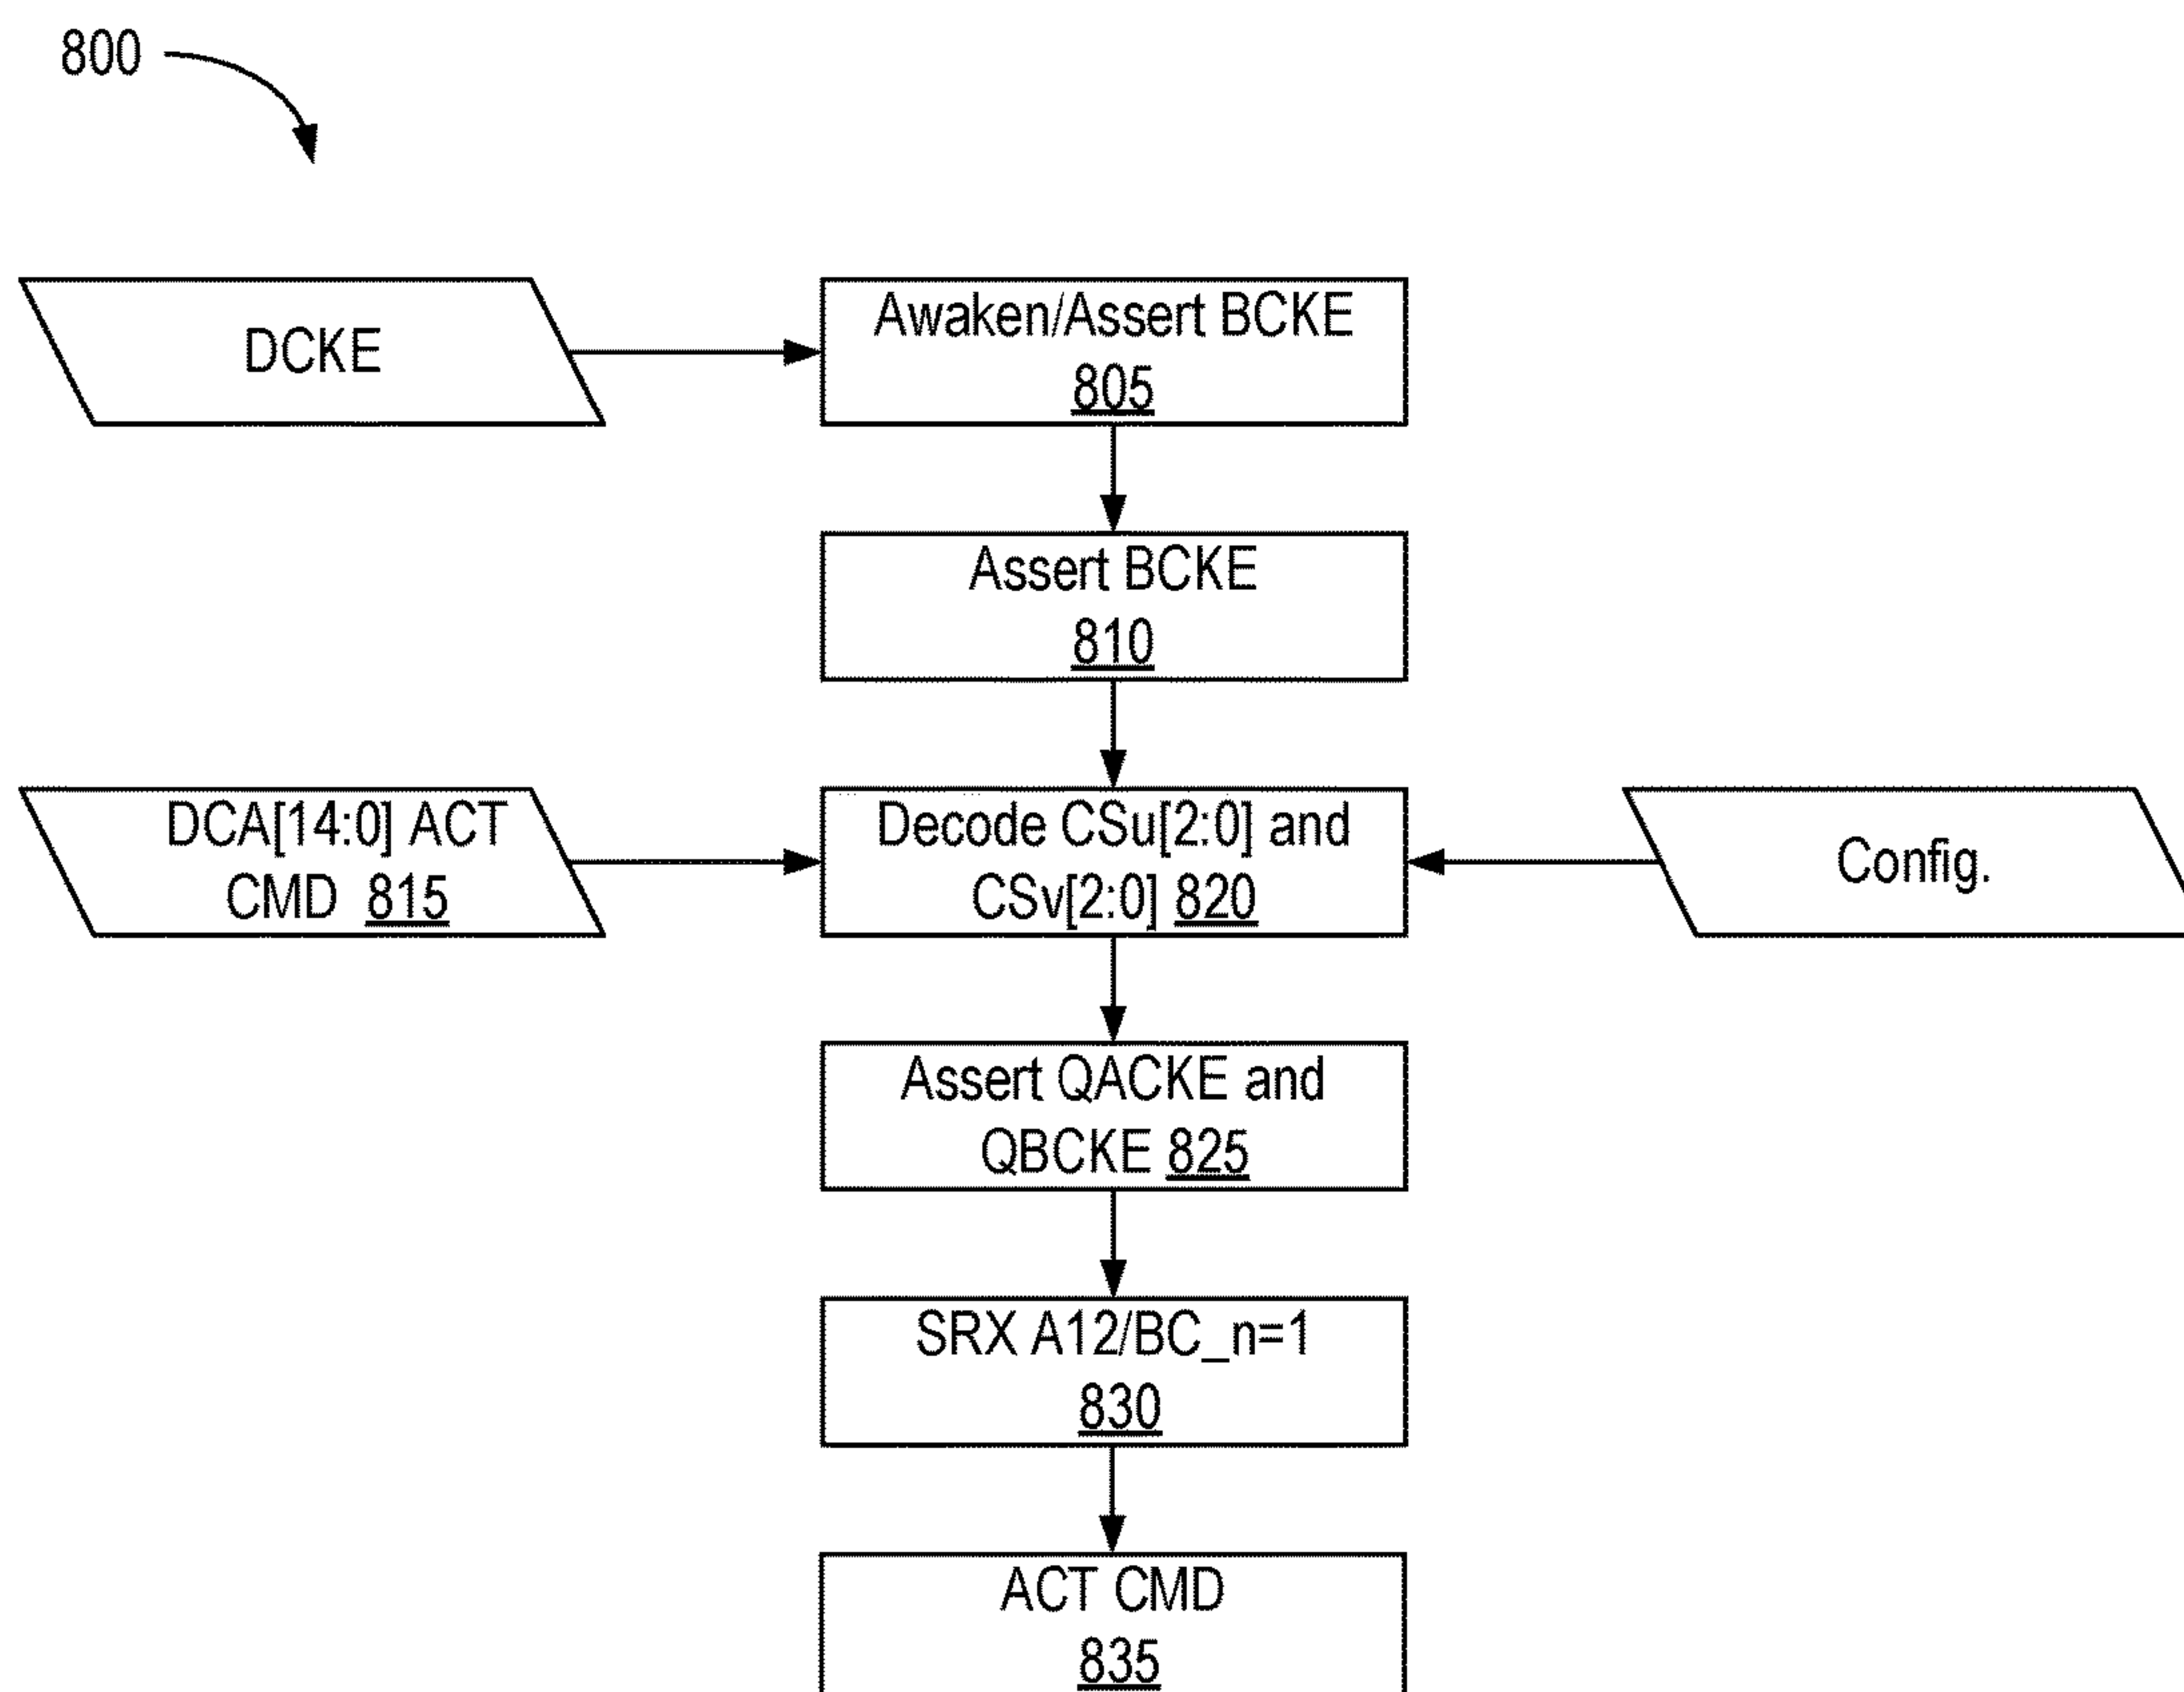 800
DCKE
Awaken/Assert BCKE
805
Assert BCKE
810
DCA[14:0] ACT
CMD 815
Decode CSu[2:0] and
CSv[2:0] 820
Config.
Assert QACKE and
QBCKE 825
SRX A12/BC_n=1
830
ACT CMD
835